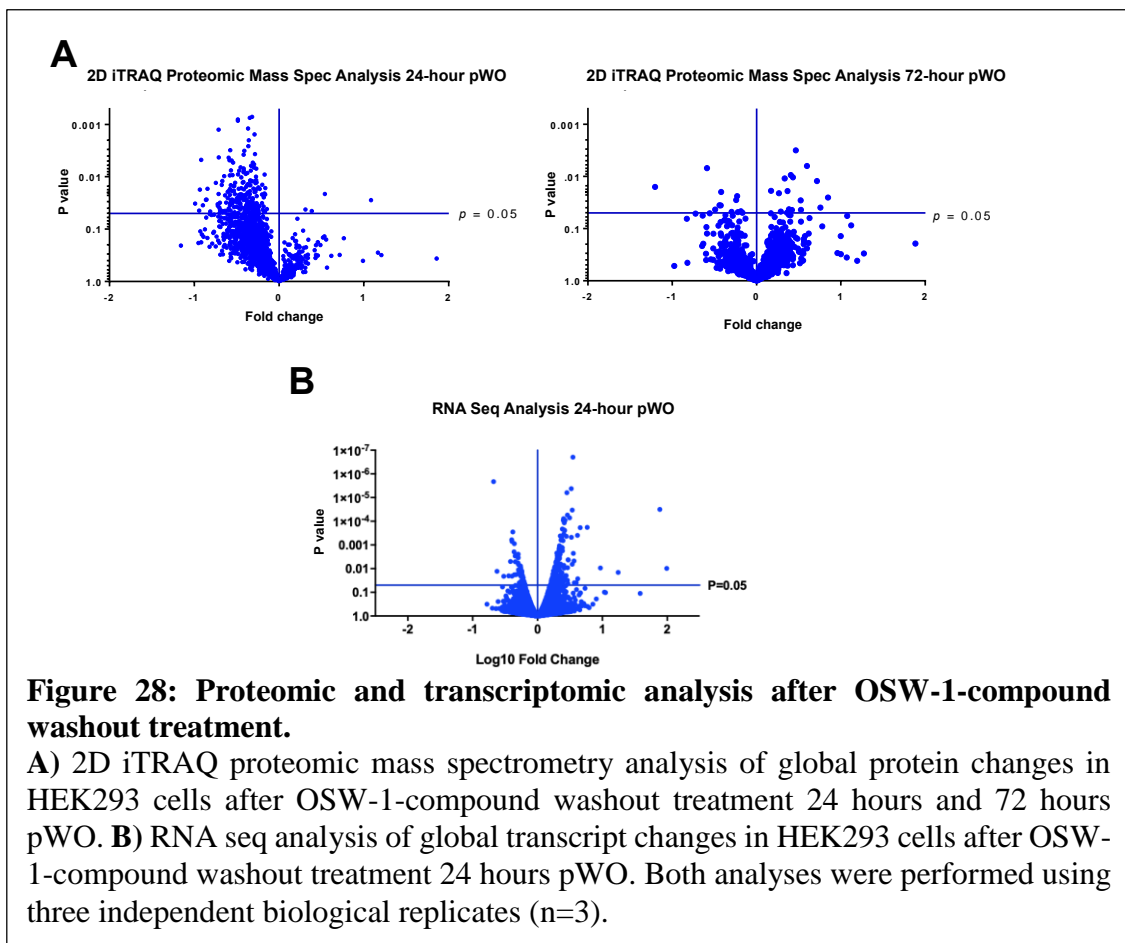 A
2D iTRAQ Proteomic Mass Spec Analysis 24-hour pWO
0.001
0.01
0.1
1.0
P value
p = 0.05
-2 -1 0 1 2
Fold change
2D iTRAQ Proteomic Mass Spec Analysis 72-hour pWO
0.001
0.01
0.1
1.0
P value
p = 0.05
-2 -1 0 1 2
Fold change
B
RNA Seq Analysis 24-hour pWO
1×10⁻⁷
1×10⁻⁶
1×10⁻⁵
1×10⁻⁴
0.001
0.01
0.1
1.0
P value
P=0.05
-2 -1 0 1 2
Log10 Fold Change
Figure 28: Proteomic and transcriptomic analysis after OSW-1-compound
washout treatment.
A) 2D iTRAQ proteomic mass spectrometry analysis of global protein changes in
HEK293 cells after OSW-1-compound washout treatment 24 hours and 72 hours
pWO. B) RNA seq analysis of global transcript changes in HEK293 cells after OSW-
1-compound washout treatment 24 hours pWO. Both analyses were performed using
three independent biological replicates (n=3).